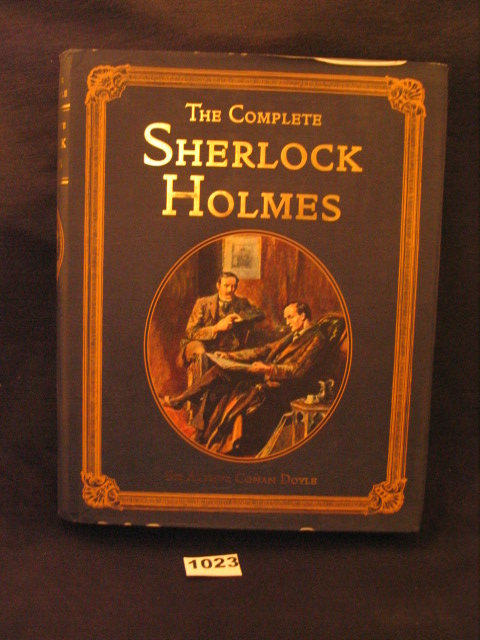 The Complete
Sherlock
Holmes
Sir Arthur Conan Doyle
1023